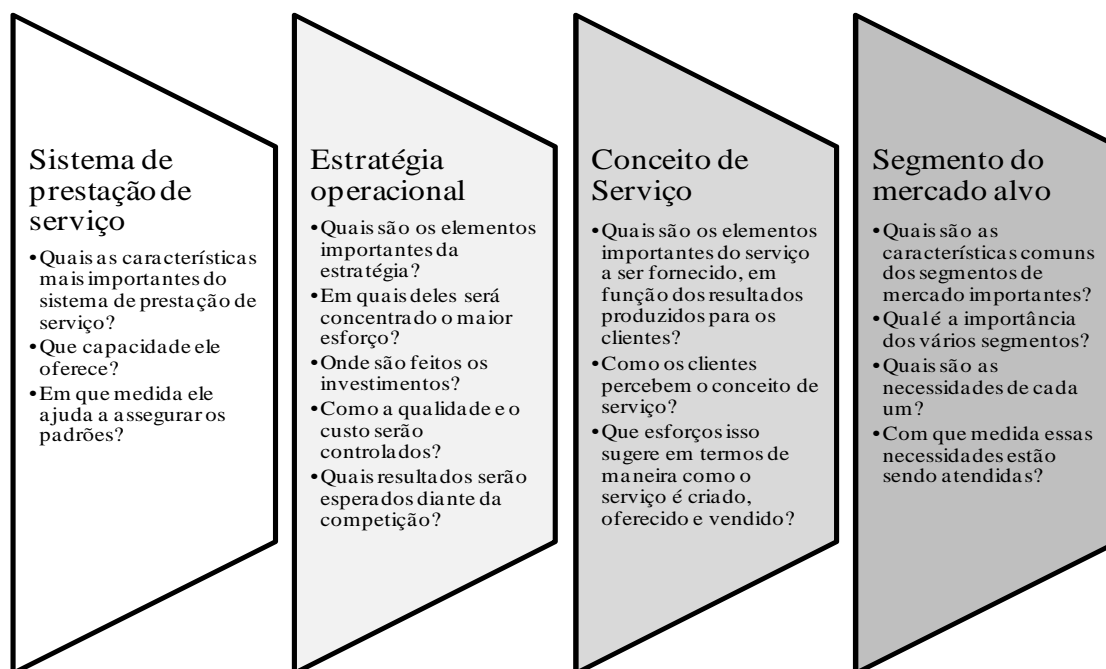 Sistema de
prestação de
serviço
•Quais as características
mais importantes do
sistema de prestação de
serviço?
•Que capacidade ele
oferece?
•Em que medida ele
ajuda a assegurar os
padrões?
Estratégia
operacional
•Quais são os elementos
importantes da
estratégia?
•Em quais deles será
concentrado o maior
esforço?
•Onde são feitos os
investimentos?
•Como a qualidade e o
custo serão
controlados?
•Quais resultados serão
esperados diante da
competição?
Conceito de
Serviço
•Quais são os elementos
importantes do serviço
a ser fornecido, em
função dos resultados
produzidos para os
clientes?
•Como os clientes
percebem o conceito de
serviço?
•Que esforços isso
sugere em termos de
maneira como o
serviço é criado,
oferecido e vendido?
Segmento do
mercado alvo
•Quais são as
características comuns
dos segmentos de
mercado importantes?
•Qual é a importância
dos vários segmentos?
•Quais são as
necessidades de cada
um?
•Com que medida essas
necessidades estão
sendo atendidas?